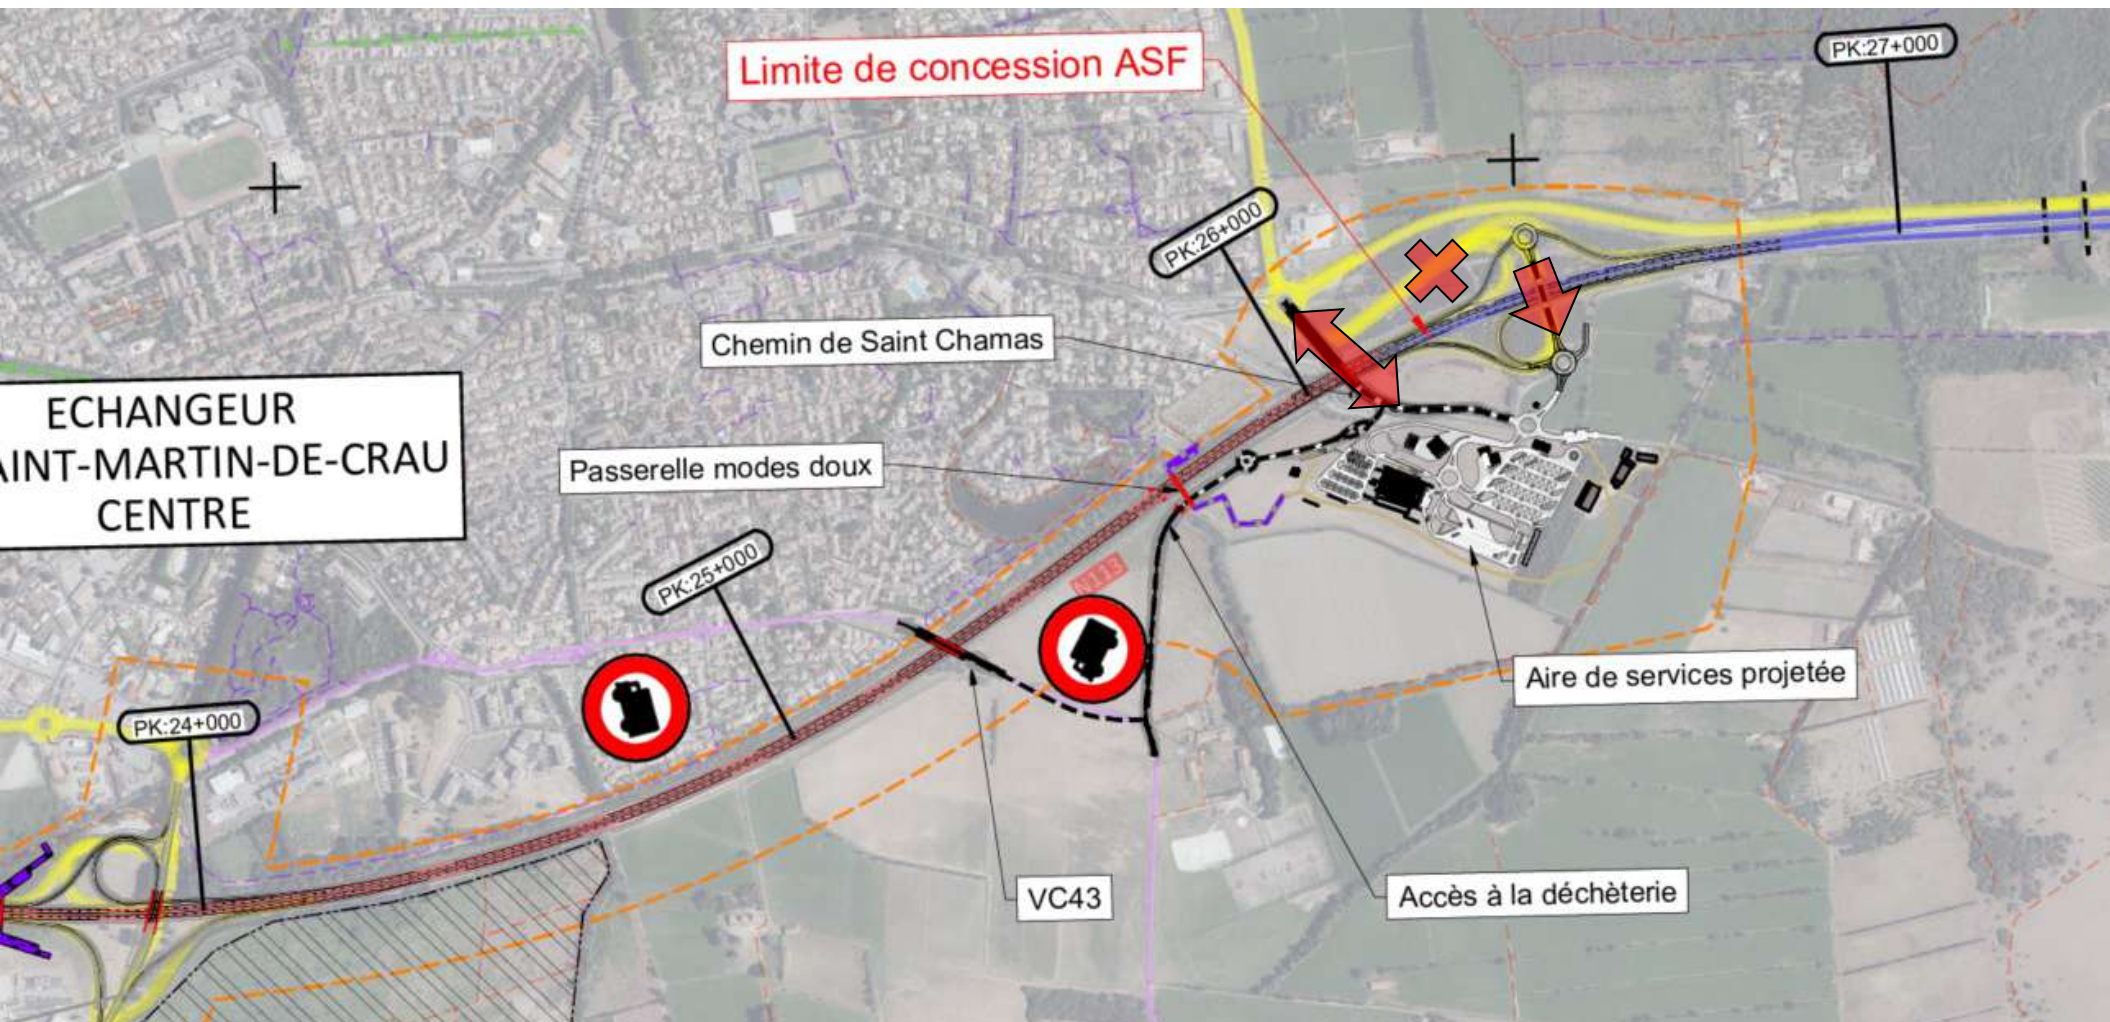 Limite de concession ASF
PK:27+000
PK:26+000
Chemin de Saint Chamas
ECHANGEUR
AINT-MARTIN-DE-CRAU
CENTRE
Passerelle modes doux
PK:25+000
N113
Aire de services projetée
PK:24+000
VC43
Accès à la déchèterie